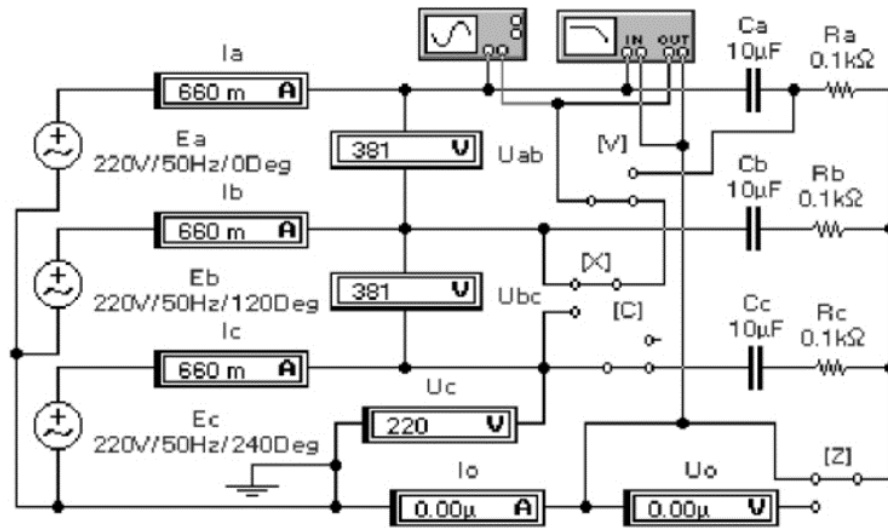 Ia
660 m A
Ea
220V/50Hz/0Deg
Ib
660 m A
Eb
220V/50Hz/120Deg
Ic
660 m A
Ec
220V/50Hz/240Deg
381 V
Uab
381 V
Ubc
Uc
220 V
Io
0.00µ A
Uo
0.00µ V
IN OUT
[V]
[X]
[C]
[Z]
Ca
10µF
Ra
0.1kΩ
Cb
10µF
Rb
0.1kΩ
Cc
10µF
Rc
0.1kΩ